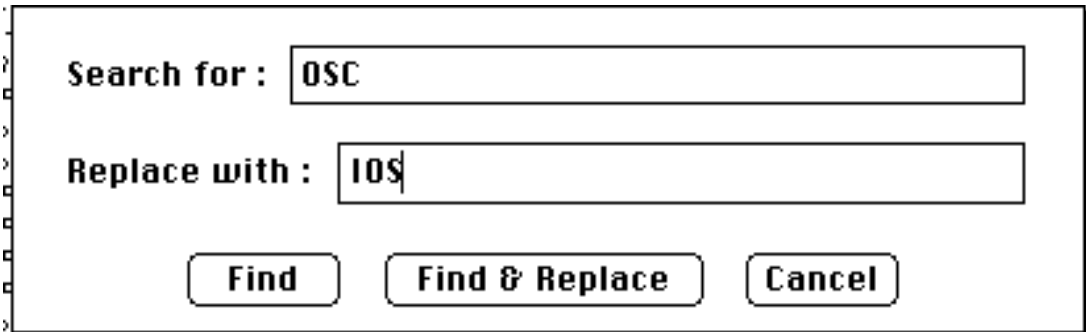 Search for : OSC
Replace with : IOS
Find Find & Replace Cancel